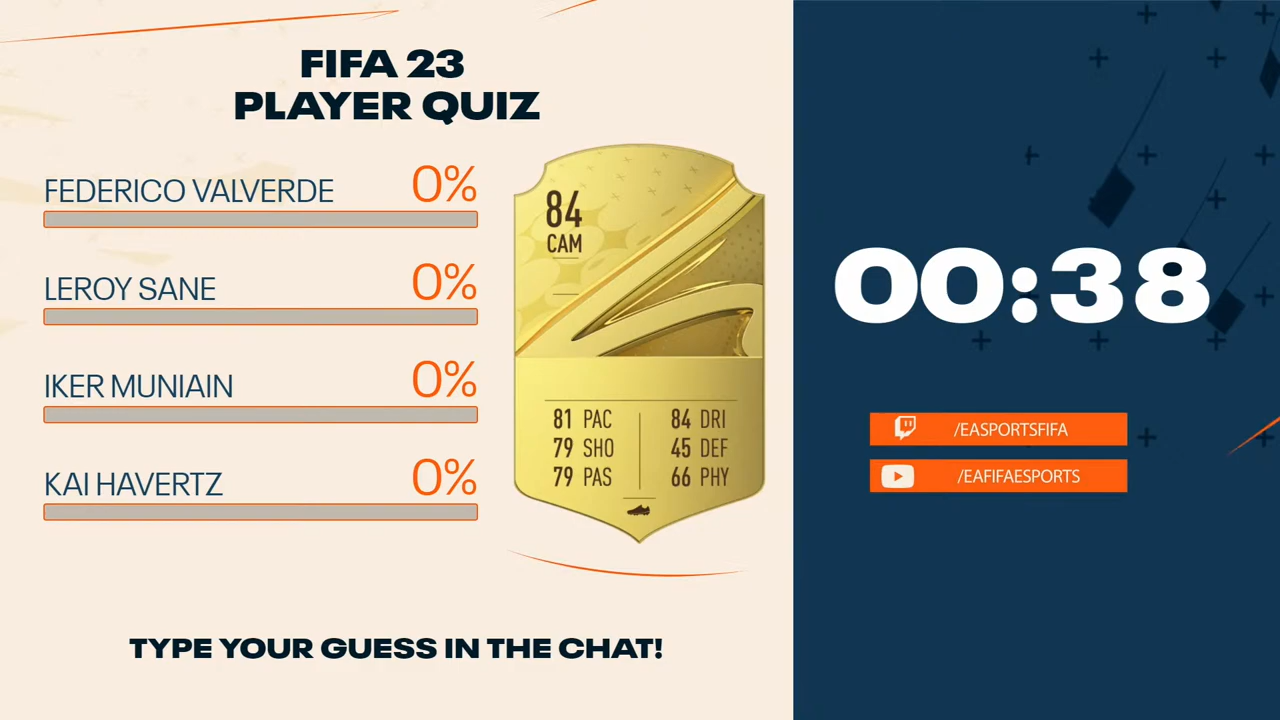 FIFA 23
PLAYER QUIZ
FEDERICO VALVERDE 0%
LEROY SANE 0%
IKER MUNIAIN 0%
KAI HAVERTZ 0%
84
CAM
81 PAC 84 DRI
79 SHO 45 DEF
79 PAS 66 PHY
TYPE YOUR GUESS IN THE CHAT!
00:38
/EASPORTSFIFA
/EAFIFAESPORTS